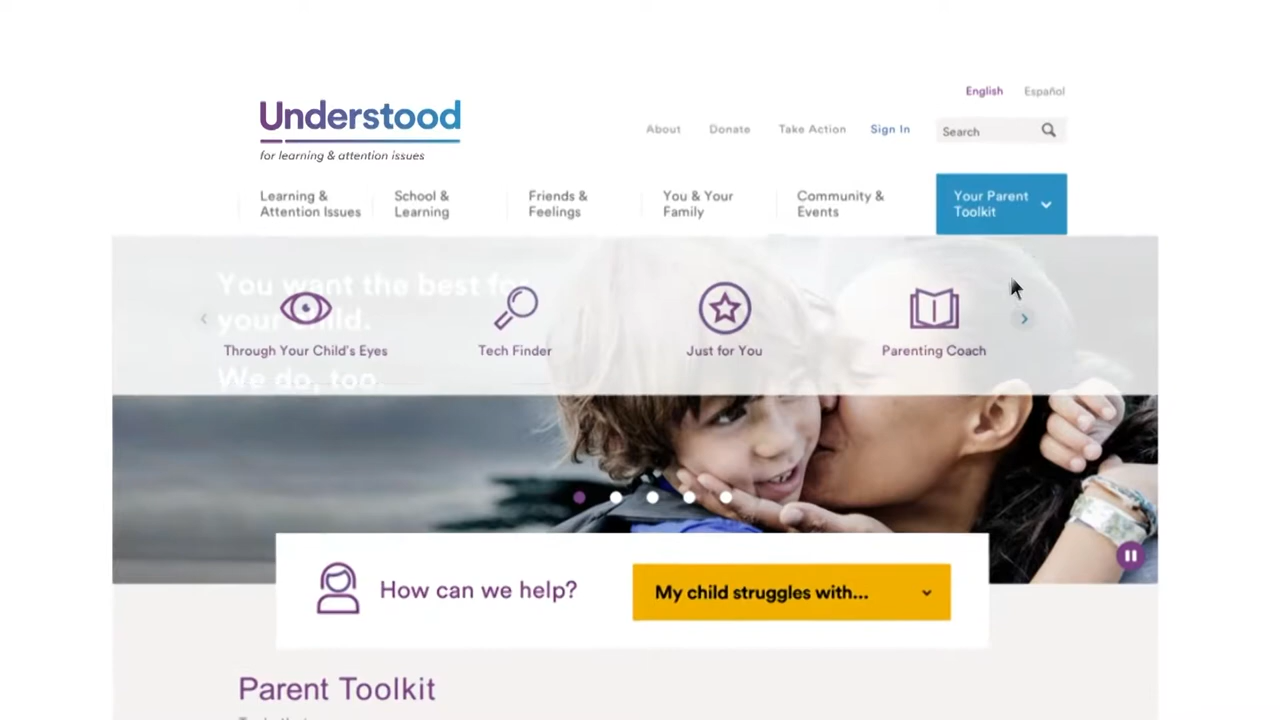 English Español
Understood
for learning & attention issues
About Donate Take Action Sign In Search
Learning &
Attention Issues
School &
Learning
Friends &
Feelings
You & Your
Family
Community &
Events
Your Parent
Toolkit
You want the best for
your child.
We do, too.
Through Your Child's Eyes
Tech Finder
Just for You
Parenting Coach
How can we help?
My child struggles with...
Parent Toolkit